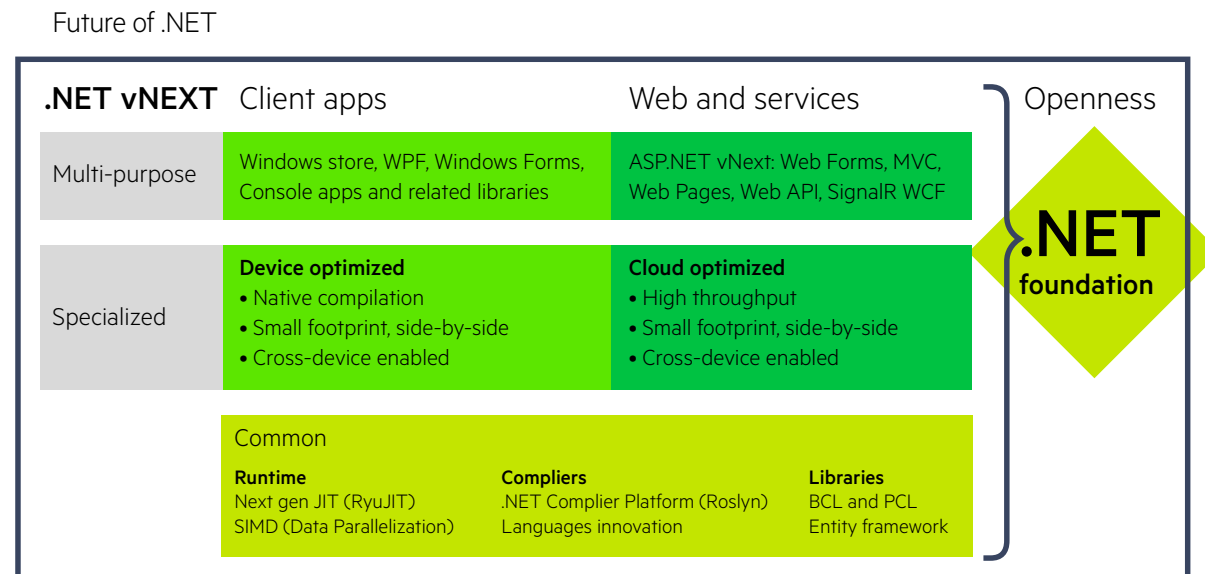 Future of .NET
.NET vNEXT Client apps Web and services Openness
Multi-purpose
Windows store, WPF, Windows Forms,
Console apps and related libraries
ASP.NET vNext: Web Forms, MVC,
Web Pages, Web API, SignalR WCF
Specialized
Device optimized
• Native compilation
• Small footprint, side-by-side
• Cross-device enabled
Cloud optimized
• High throughput
• Small footprint, side-by-side
• Cross-device enabled
.NET
foundation
Common
Runtime
Next gen JIT (RyuJIT)
SIMD (Data Parallelization)
Compliers
.NET Complier Platform (Roslyn)
Languages innovation
Libraries
BCL and PCL
Entity framework